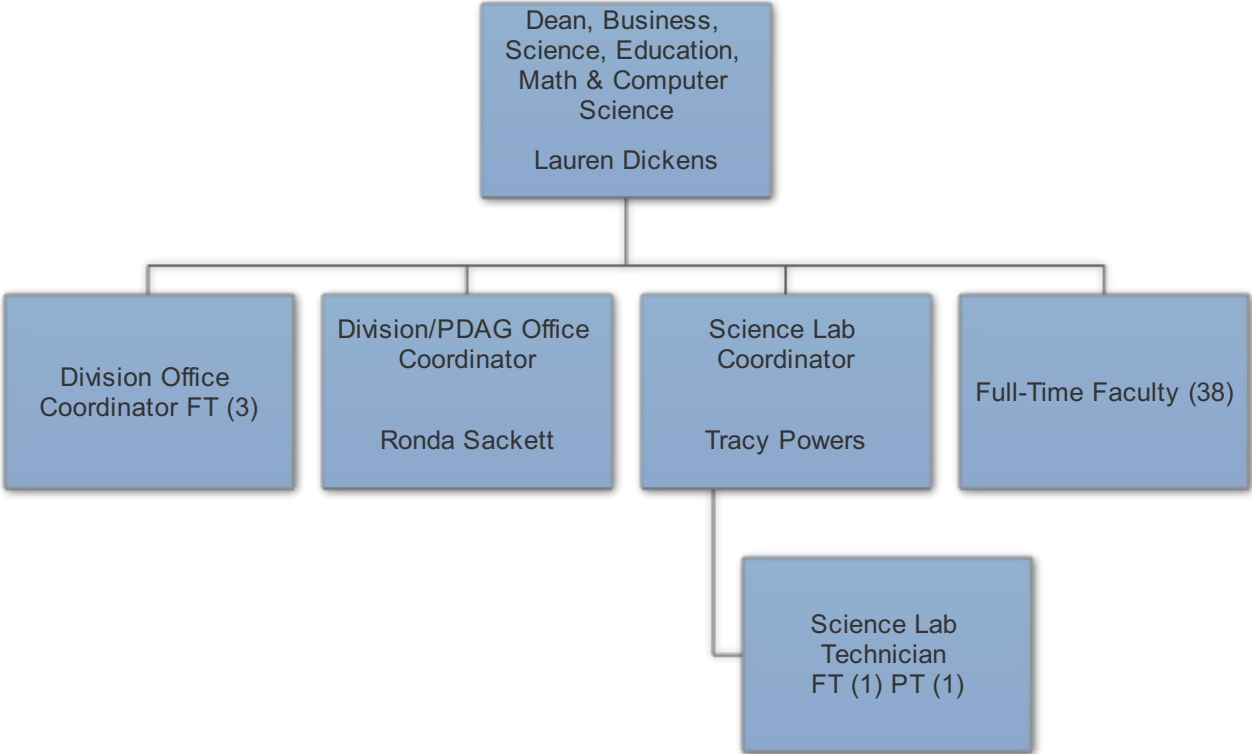 Dean, Business,
Science, Education,
Math & Computer
Science
Lauren Dickens
Division Office
Coordinator FT (3)
Division/PDAG Office
Coordinator
Ronda Sackett
Science Lab
Coordinator
Tracy Powers
Full-Time Faculty (38)
Science Lab
Technician
FT (1) PT (1)